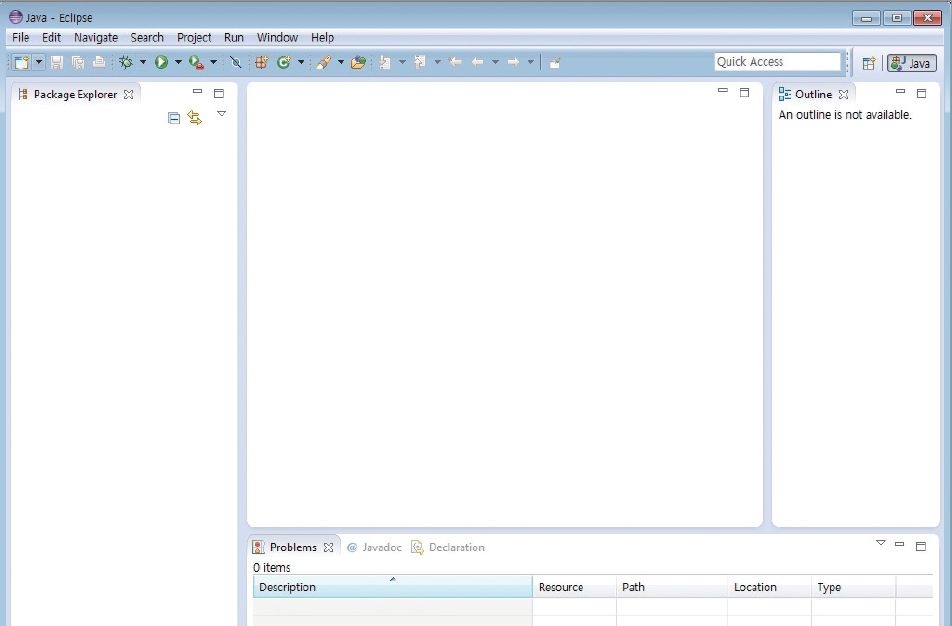 Java - Eclipse
File Edit Navigate Search Project Run Window Help
Quick Access
Java
Package Explorer
Outline
An outline is not available.
Problems @ Javadoc Declaration
0 items
Description Resource Path Location Type